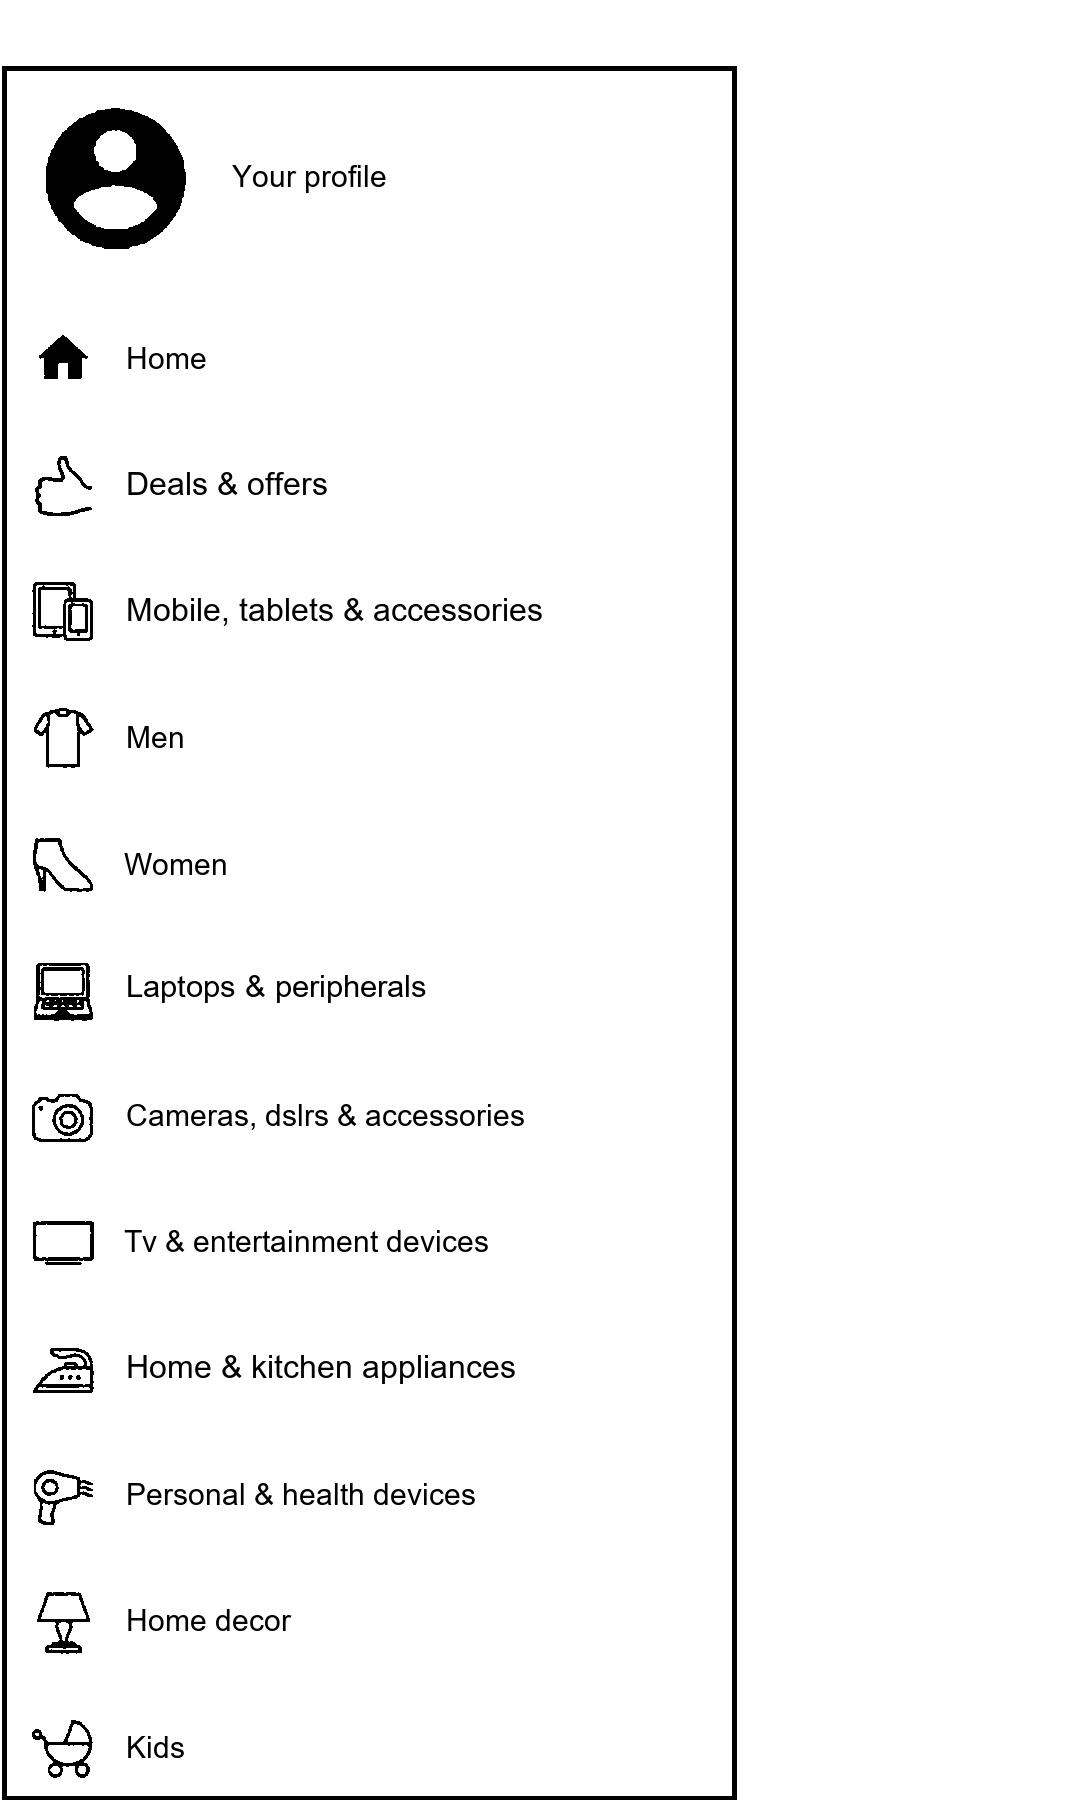 Your profile
Home
Deals & offers
Mobile, tablets & accessories
Men
Women
Laptops & peripherals
Cameras, dslrs & accessories
Tv & entertainment devices
Home & kitchen appliances
Personal & health devices
Home decor
Kids